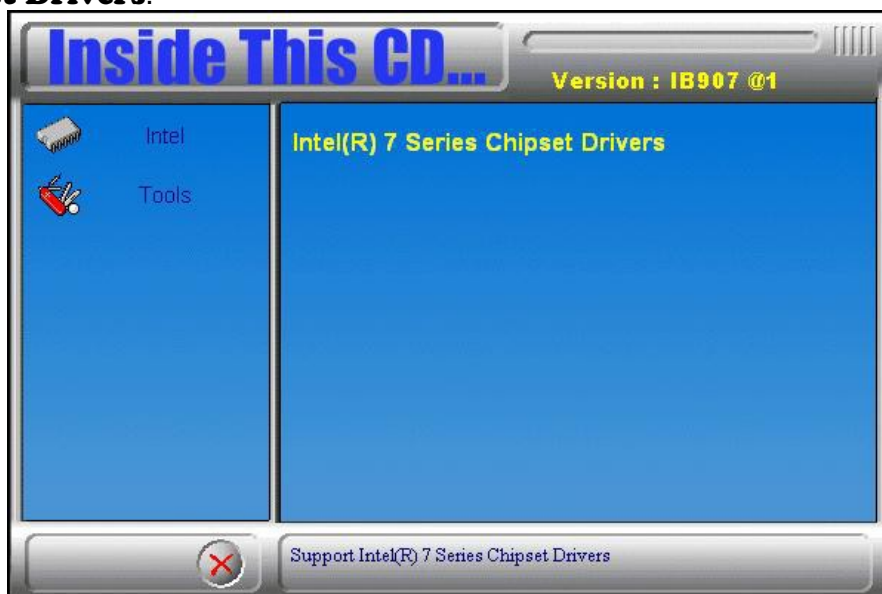 Drivers.
Inside This CD...
Version : IB907 @1
Intel
Tools
Intel(R) 7 Series Chipset Drivers
Support Intel(R) 7 Series Chipset Drivers